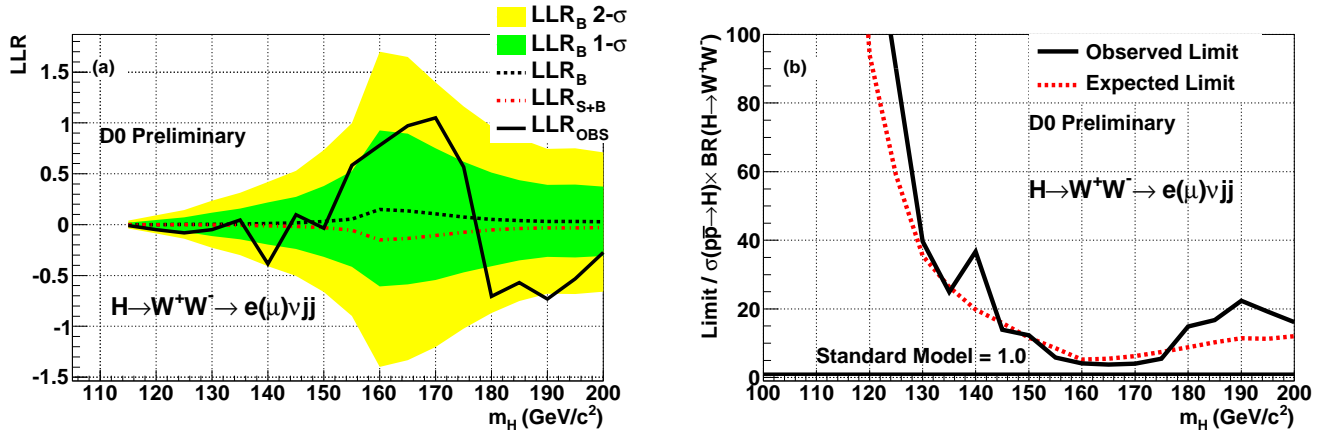 LLR_B 2-σ
LLR_B 1-σ
LLR_B
LLR_S+B
LLR_OBS
(a)
D0 Preliminary
H→W⁺W⁻→ e(μ)νjj
LLR
1.5
1
0.5
0
-0.5
-1
-1.5
110 120 130 140 150 160 170 180 190 200
m_H (GeV/c²)
Observed Limit
Expected Limit
(b)
D0 Preliminary
H→W⁺W⁻→ e(μ)νjj
Standard Model = 1.0
Limit / σ(pp̅→H)× BR(H→W⁺W⁻)
100
80
60
40
20
0
100 110 120 130 140 150 160 170 180 190 200
m_H (GeV/c²)